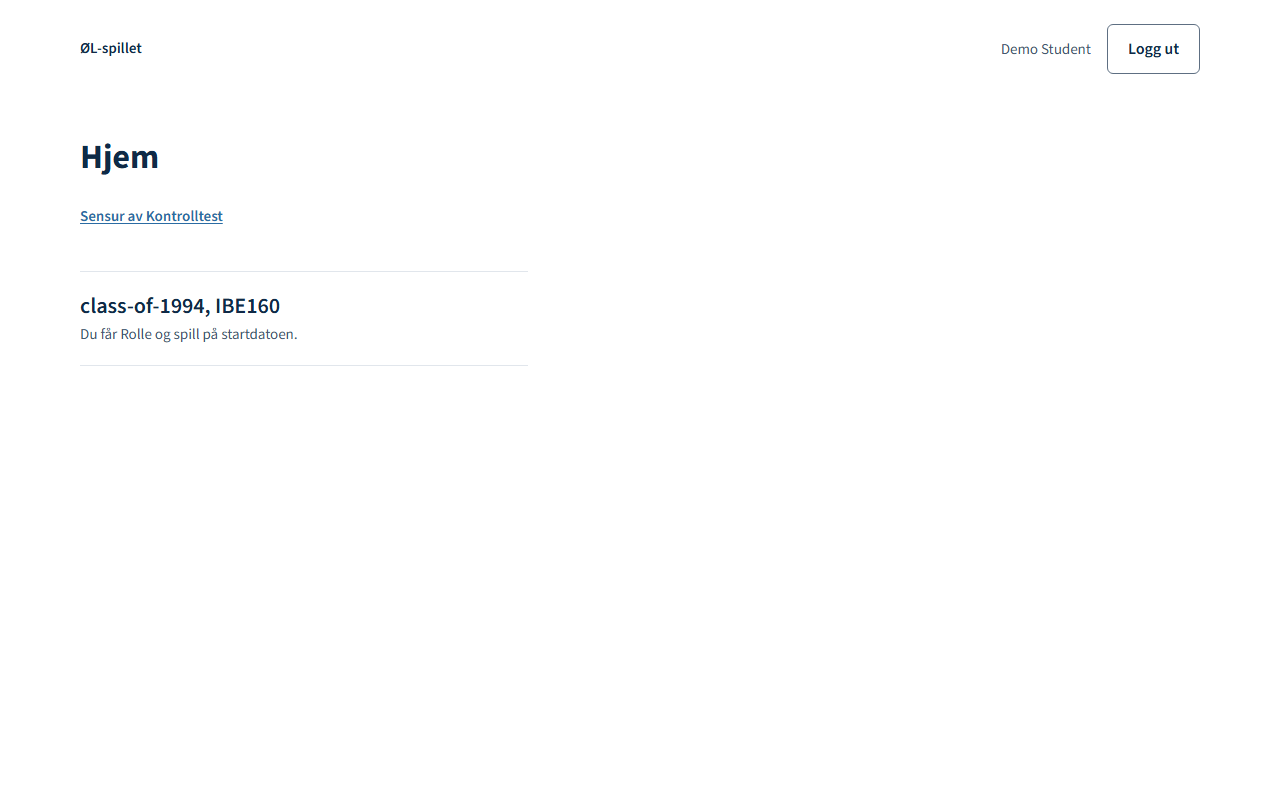 ØL-spillet
Demo Student
Logg ut
Hjem
Sensur av Kontrolltest
class-of-1994, IBE160
Du får Rolle og spill på startdatoen.